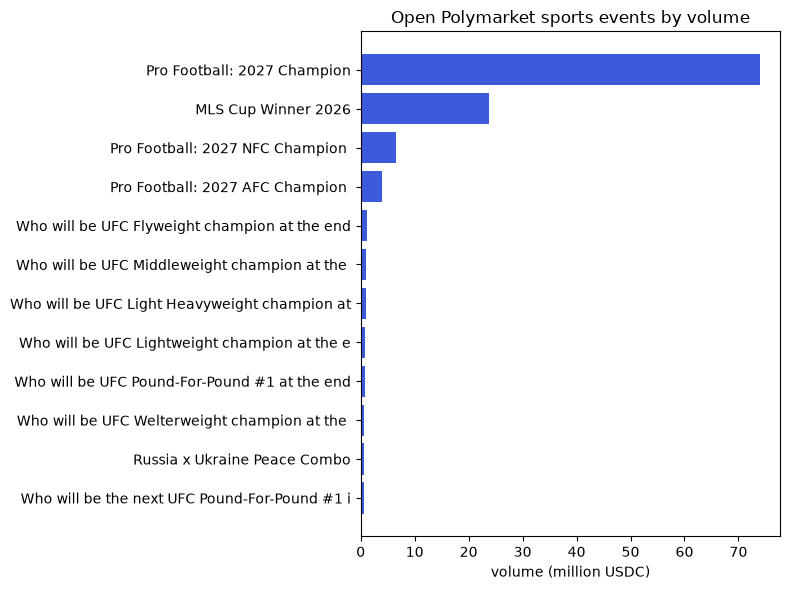 Open Polymarket sports events by volume
Pro Football: 2027 Champion
MLS Cup Winner 2026
Pro Football: 2027 NFC Champion
Pro Football: 2027 AFC Champion
Who will be UFC Flyweight champion at the end
Who will be UFC Middleweight champion at the
Who will be UFC Light Heavyweight champion at
Who will be UFC Lightweight champion at the e
Who will be UFC Pound-For-Pound #1 at the end
Who will be UFC Welterweight champion at the
Russia x Ukraine Peace Combo
Who will be the next UFC Pound-For-Pound #1 i
0 10 20 30 40 50 60 70
volume (million USDC)